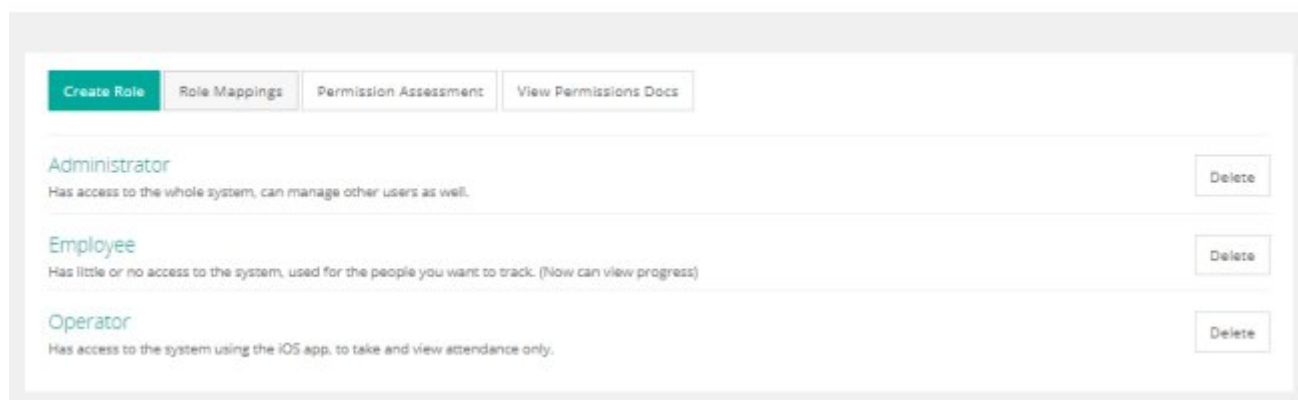 Create Role Role Mappings Permission Assessment View Permissions Docs
Administrator
Has access to the whole system, can manage other users as well.
Delete
Employee
Has little or no access to the system, used for the people you want to track. (Now can view progress)
Delete
Operator
Has access to the system using the iOS app, to take and view attendance only.
Delete